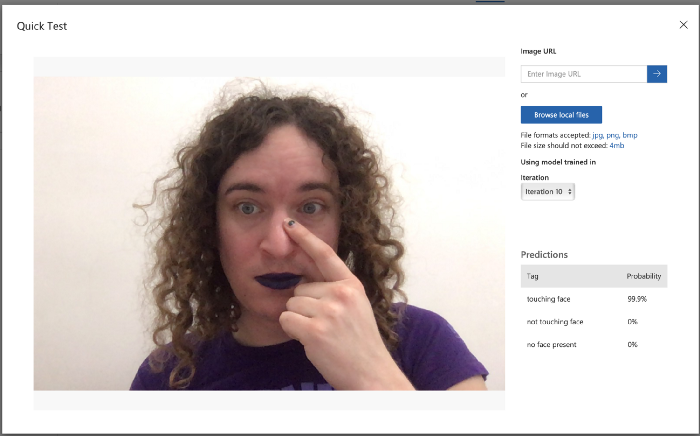 Quick Test
Image URL
Enter Image URL
or
Browse local files
File formats accepted: jpg, png, bmp
File size should not exceed: 4mb
Using model trained in
Iteration
Iteration 10
Predictions
Tag Probability
touching face 99.9%
not touching face 0%
no face present 0%